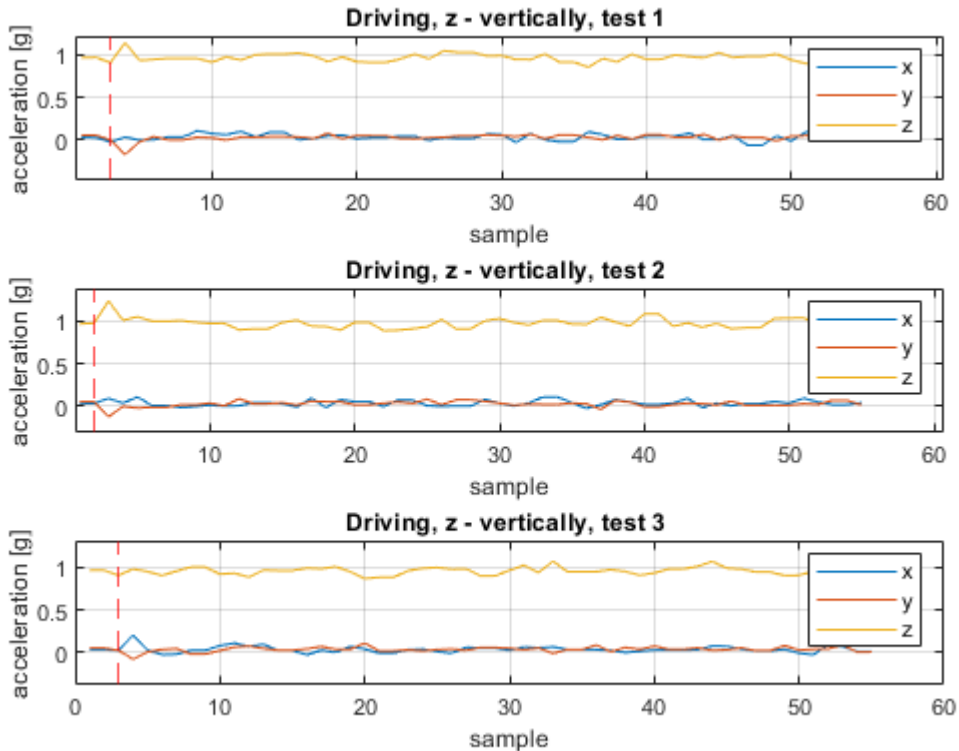 Driving, z - vertically, test 1
acceleration [g]
1
0.5
0
x
y
z
10 20 30 40 50 60
sample
Driving, z - vertically, test 2
acceleration [g]
1
0.5
0
x
y
z
10 20 30 40 50 60
sample
Driving, z - vertically, test 3
acceleration [g]
1
0.5
0
x
y
z
0 10 20 30 40 50 60
sample